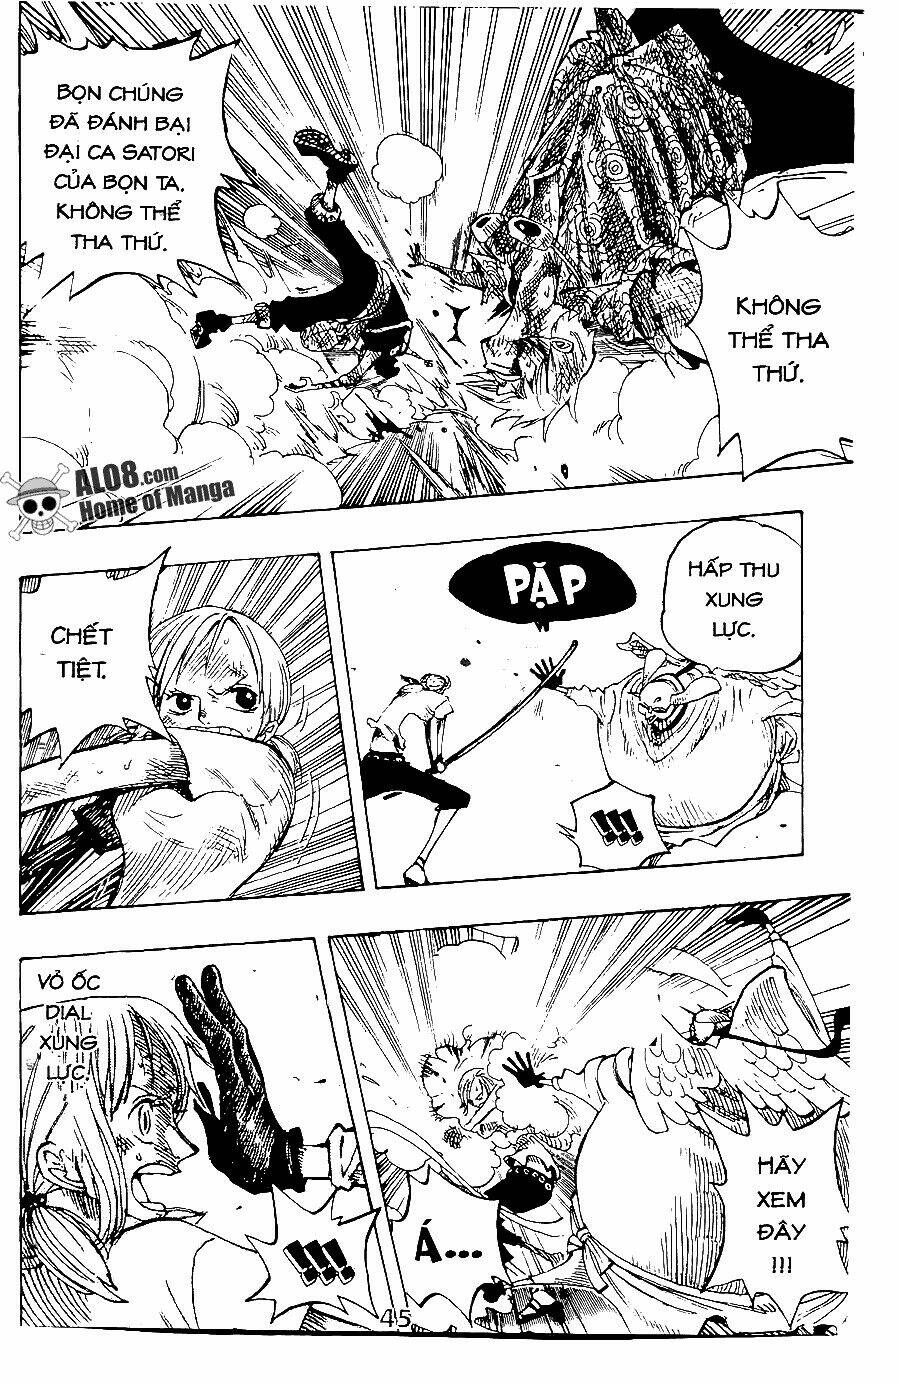 BỌN CHÚNG
ĐÃ ĐÁNH BẠI
ĐẠI CA SATORI
CỦA BỌN TA.
KHÔNG THỂ
THA THỨ.
KHÔNG
THỂ THA
THỨ.
ALO8.com
Home of Manga
HẤP THU
XUNG
LỰC.
PẶP
CHẾT
TIỆT.
!!!
VỎ ỐC
DIAL
XUNG
LỰC.
!!!
Á...
HÃY
XEM
ĐÂY
!!!
45